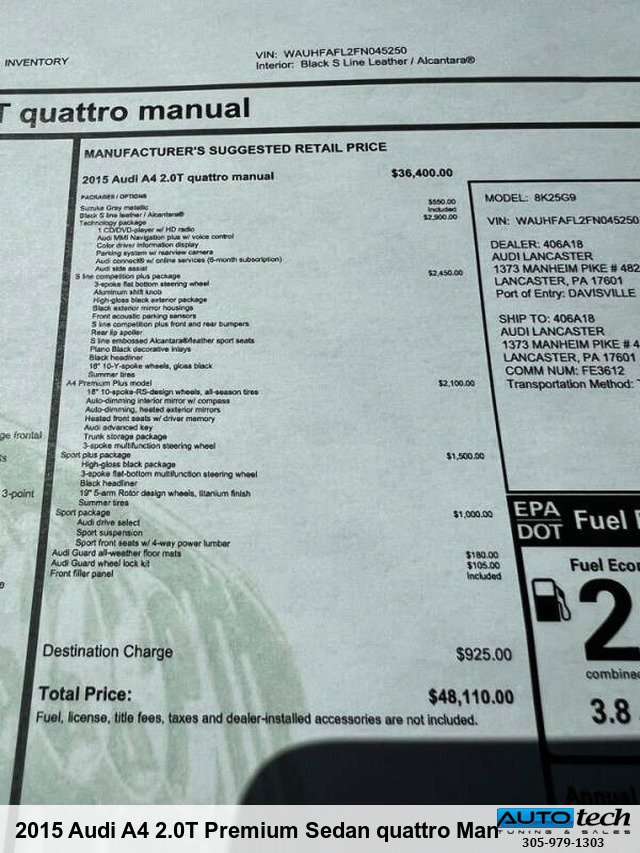 INVENTORY
VIN: WAUHFAFL2FN045250
Interior: Black S Line Leather / Alcantara®
T quattro manual
MANUFACTURER'S SUGGESTED RETAIL PRICE
2015 Audi A4 2.0T quattro manual $36,400.00
PACKAGES / OPTIONS
Suzuka Gray metallic $550.00
Black S line leather / Alcantara® Included
Technology package $2,900.00
1 CD/DVD-player w/ HD radio
Audi MMI Navigation plus w/ voice control
Color driver information display
Parking system w/ rearview camera
Audi connect® w/ online services (6-month subscription)
Audi side assist
S line competition plus package $2,450.00
3-spoke flat bottom steering wheel
Aluminum shift knob
High-gloss black exterior package
Black exterior mirror housings
Front acoustic parking sensors
S line competition plus front and rear bumpers
Rear lip spoiler
S line embossed Alcantara®/leather sport seats
Piano Black decorative inlays
Black headliner
18" 10-Y-spoke wheels, gloss black
Summer tires
A4 Premium Plus model $2,100.00
18" 10-spoke-RS-design wheels, all-season tires
Auto-dimming interior mirror w/ compass
Auto-dimming, heated exterior mirrors
Heated front seats w/ driver memory
Audi advanced key
Trunk storage package
3-spoke multifunction steering wheel
Sport plus package $1,500.00
High-gloss black package
3-spoke flat-bottom multifunction steering wheel
Black headliner
19" 5-arm Rotor design wheels, titanium finish
Summer tires
Sport package $1,000.00
Audi drive select
Sport suspension
Sport front seats w/ 4-way power lumbar
Audi Guard all-weather floor mats $180.00
Audi Guard wheel lock kit $105.00
Front filler panel Included
Destination Charge $925.00
Total Price: $48,110.00
Fuel, license, title fees, taxes and dealer-installed accessories are not included.
ge frontal
ts
3-point
MODEL: 8K25G9
VIN: WAUHFAFL2FN045250
DEALER: 406A18
AUDI LANCASTER
1373 MANHEIM PIKE # 482
LANCASTER, PA 17601
Port of Entry: DAVISVILLE
SHIP TO: 406A18
AUDI LANCASTER
1373 MANHEIM PIKE # 4
LANCASTER, PA 17601
COMM NUM: FE3612
Transportation Method:
EPA
DOT Fuel
Fuel Eco
2
combined
3.8
Annual
2015 Audi A4 2.0T Premium Sedan quattro Man
AUTOtech
TUNING & SALES
305-979-1303